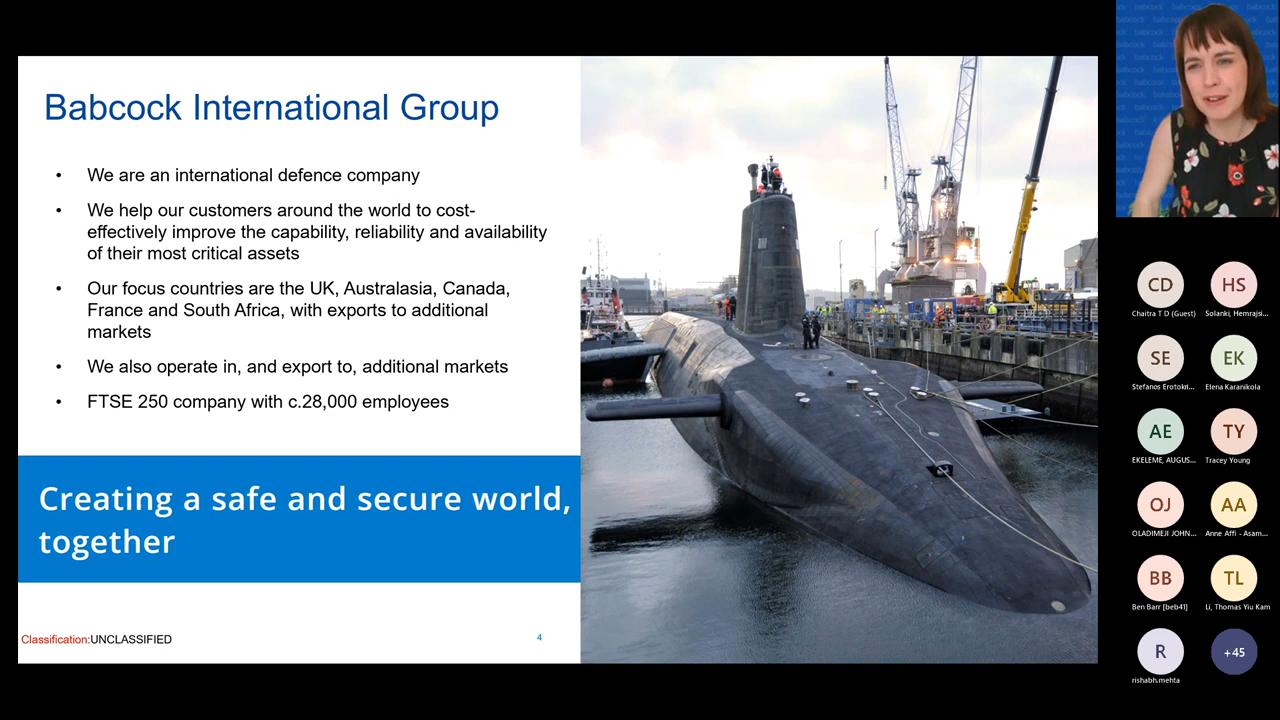 Babcock International Group
• We are an international defence company
• We help our customers around the world to cost-
effectively improve the capability, reliability and availability
of their most critical assets
• Our focus countries are the UK, Australasia, Canada,
France and South Africa, with exports to additional
markets
• We also operate in, and export to, additional markets
• FTSE 250 company with c.28,000 employees
Creating a safe and secure world,
together
Classification:UNCLASSIFIED
4
babcock
CD
Chaitra T D (Guest)
HS
Solanki, Hemrajsi...
SE
Stefanos Erotokri...
EK
Elena Karanikola
AE
EKELEME, AUGUS...
TY
Tracey Young
OJ
OLADIMEJI JOHN...
AA
Anne Affi - Asam...
BB
Ben Barr [beb41]
TL
Li, Thomas Yiu Kam
R
rishabh.mehta
+45